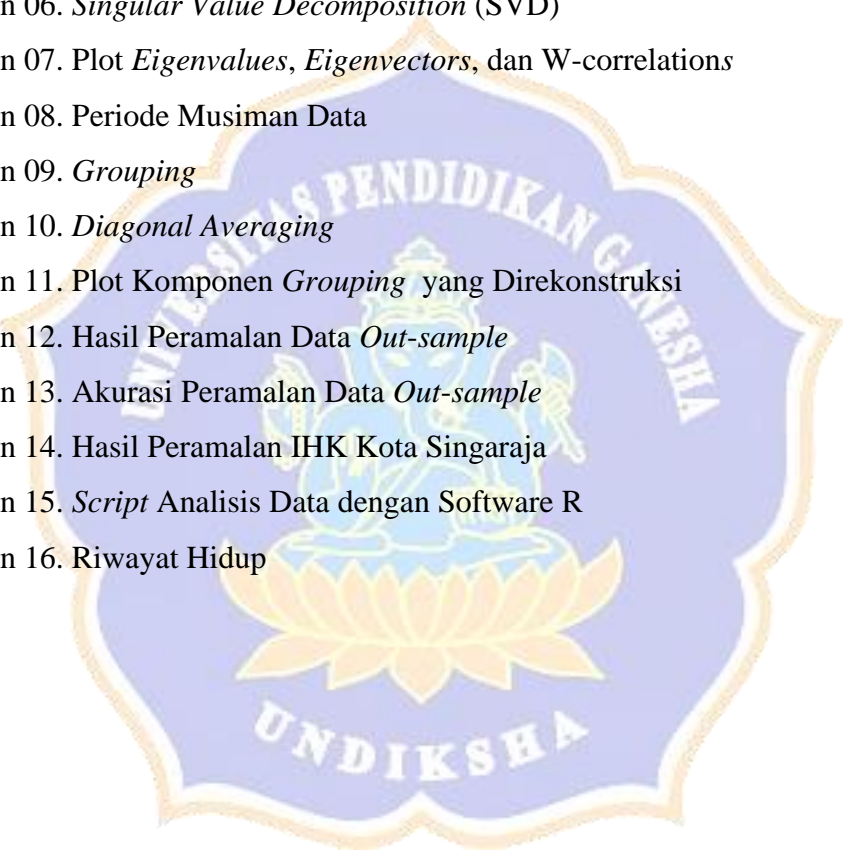 n 06. Singular Value Decomposition (SVD)
n 07. Plot Eigenvalues, Eigenvectors, dan W-correlations
n 08. Periode Musiman Data
n 09. Grouping
n 10. Diagonal Averaging
n 11. Plot Komponen Grouping yang Direkonstruksi
n 12. Hasil Peramalan Data Out-sample
n 13. Akurasi Peramalan Data Out-sample
n 14. Hasil Peramalan IHK Kota Singaraja
n 15. Script Analisis Data dengan Software R
n 16. Riwayat Hidup
UNIVERSITAS PENDIDIKAN GANESHA
UNDIKSHA